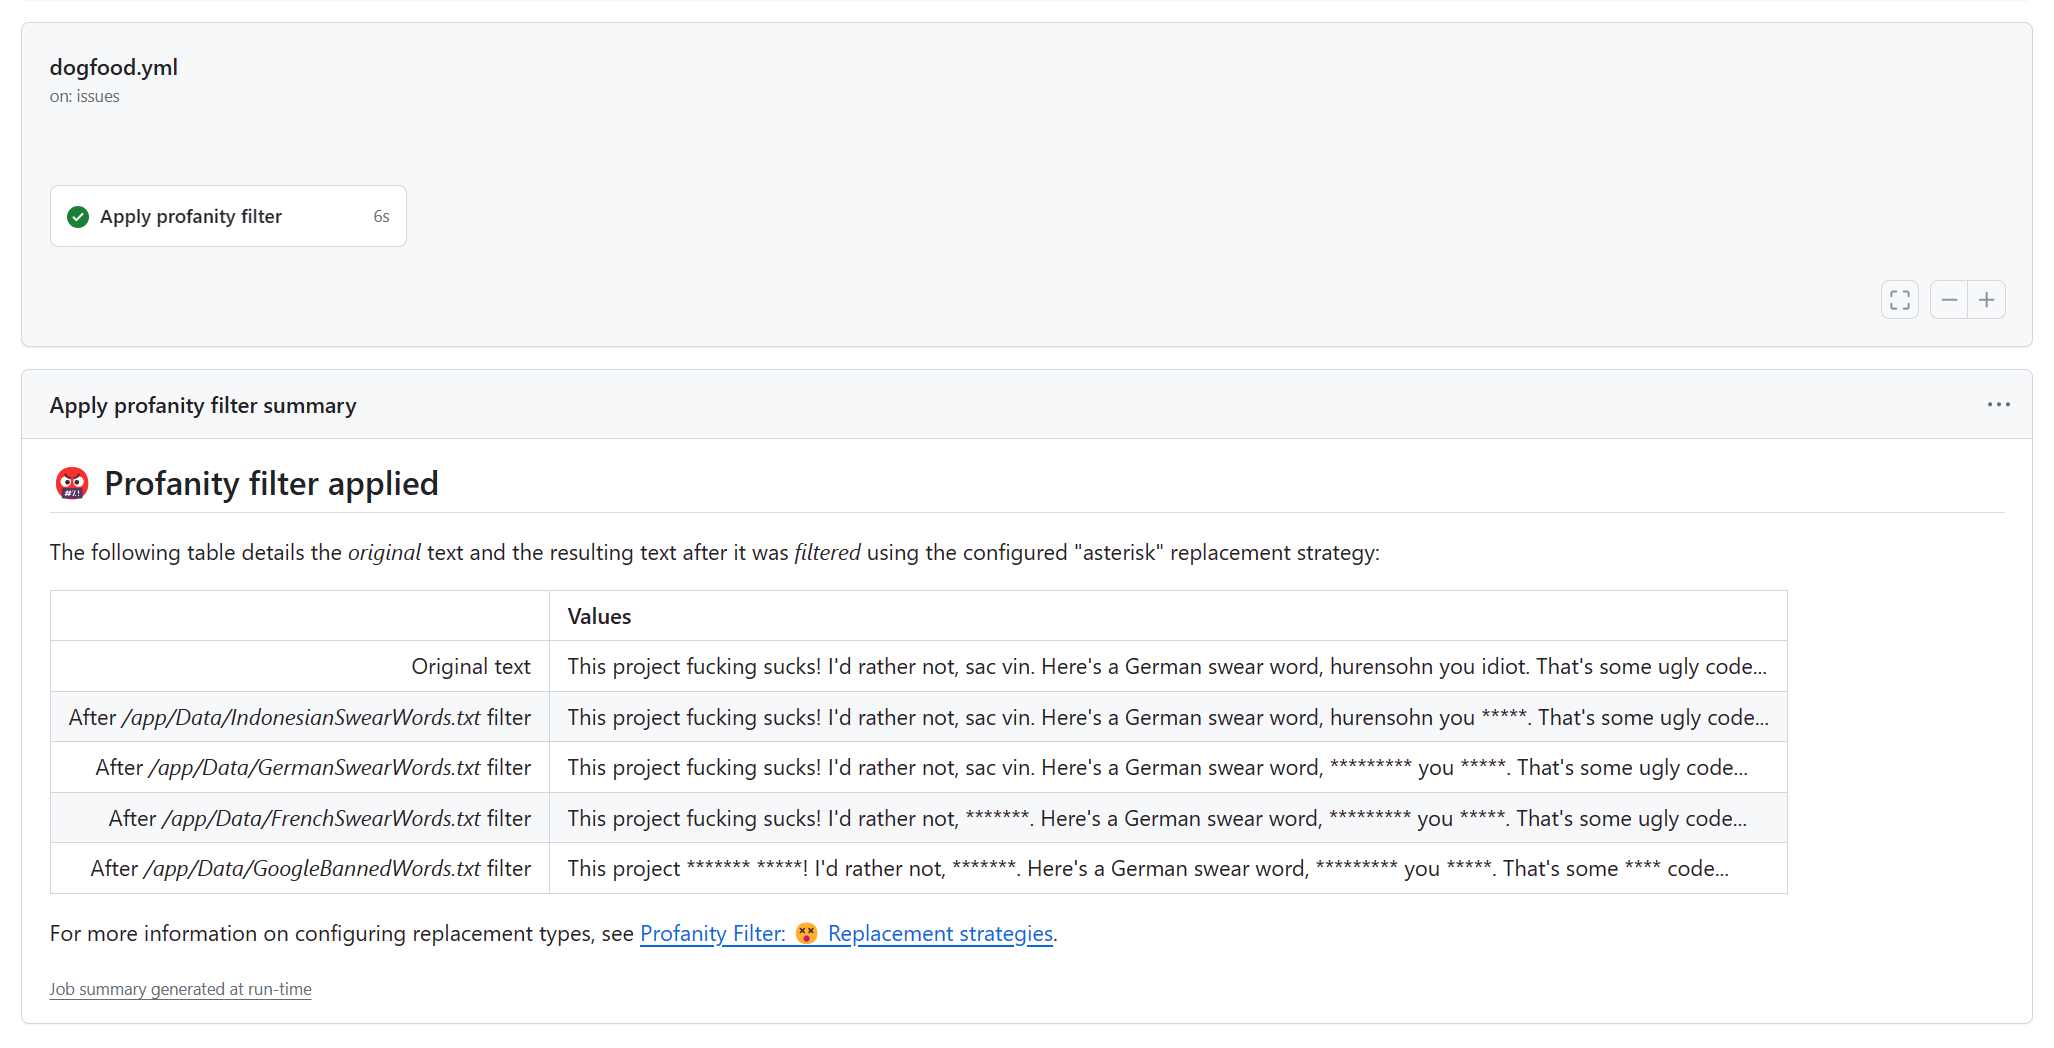 dogfood.yml
on: issues
Apply profanity filter 6s
Apply profanity filter summary
Profanity filter applied
The following table details the original text and the resulting text after it was filtered using the configured "asterisk" replacement strategy:
Values
Original text This project fucking sucks! I'd rather not, sac vin. Here's a German swear word, hurensohn you idiot. That's some ugly code...
After /app/Data/IndonesianSwearWords.txt filter This project fucking sucks! I'd rather not, sac vin. Here's a German swear word, hurensohn you *****. That's some ugly code...
After /app/Data/GermanSwearWords.txt filter This project fucking sucks! I'd rather not, sac vin. Here's a German swear word, ********* you *****. That's some ugly code...
After /app/Data/FrenchSwearWords.txt filter This project fucking sucks! I'd rather not, *******. Here's a German swear word, ********* you *****. That's some ugly code...
After /app/Data/GoogleBannedWords.txt filter This project ******* *****! I'd rather not, *******. Here's a German swear word, ********* you *****. That's some **** code...
For more information on configuring replacement types, see Profanity Filter: 😵 Replacement strategies.
Job summary generated at run-time